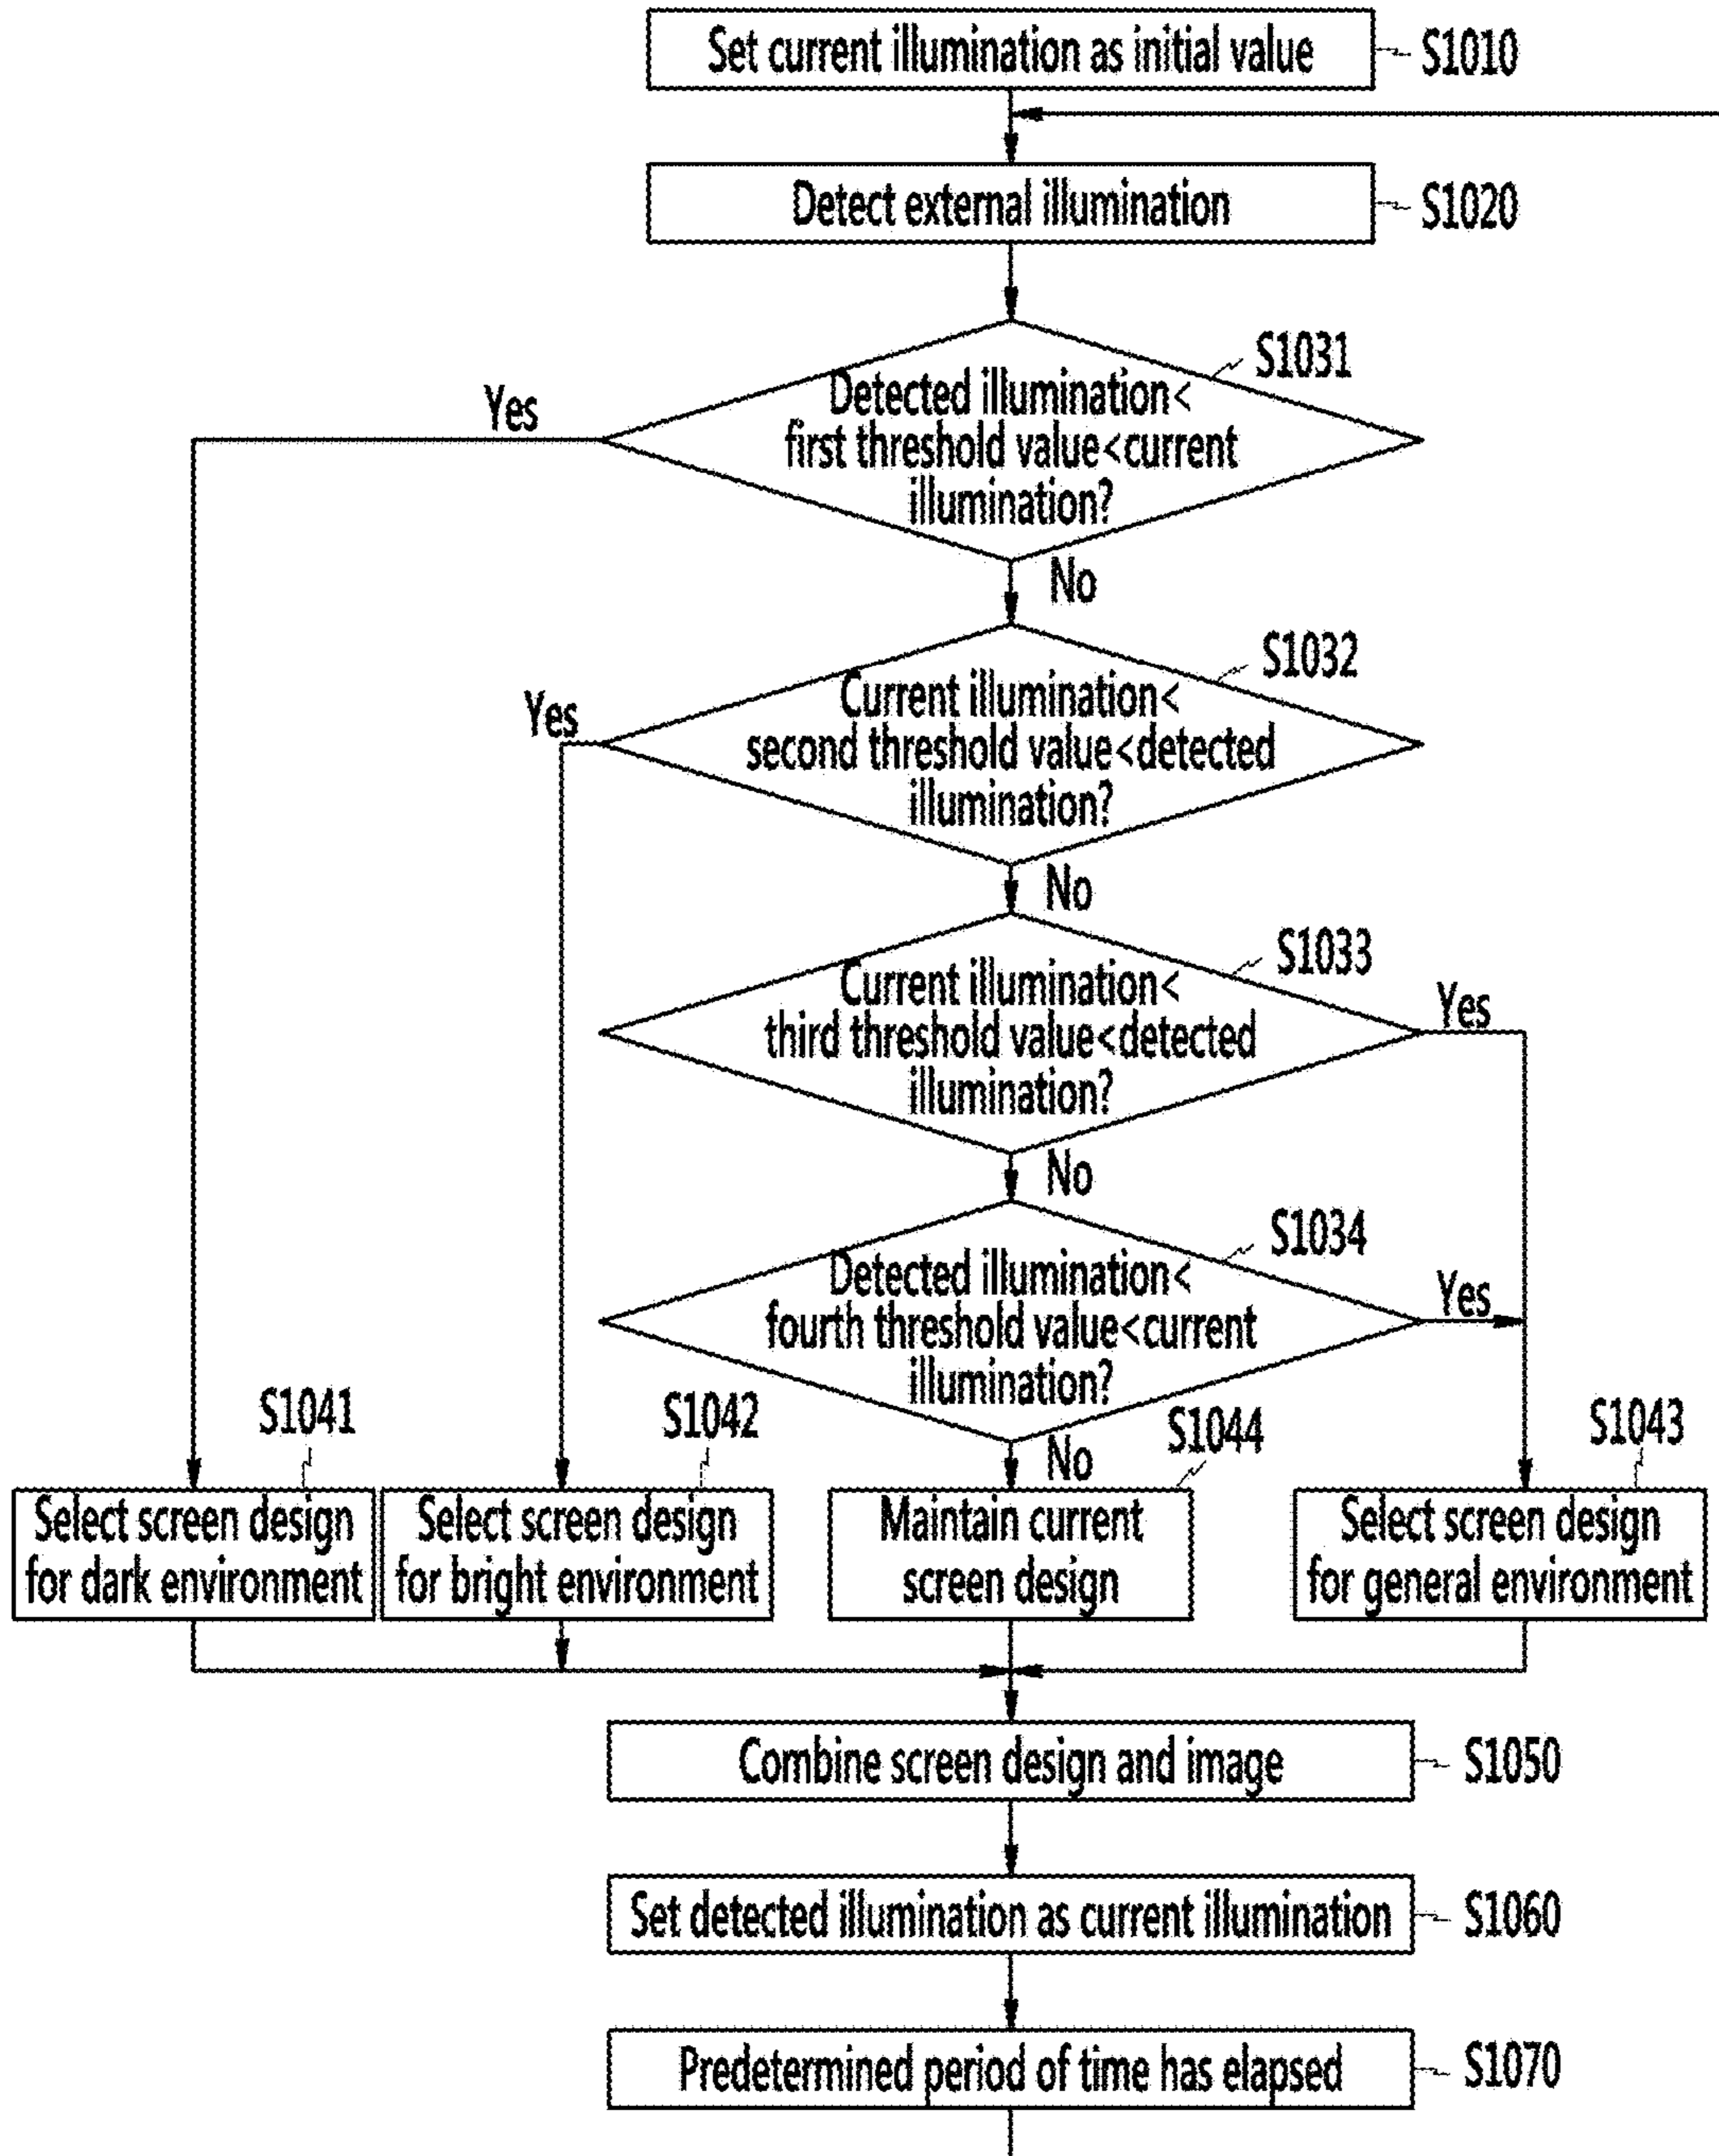 Set current illumination as initial value
S1010
Detect external illumination
S1020
S1031
Detected illumination<
first threshold value<current
illumination?
Yes
No
S1032
Current illumination<
second threshold value<detected
illumination?
Yes
No
S1033
Current illumination<
third threshold value<detected
illumination?
Yes
No
S1034
Detected illumination<
fourth threshold value<current
illumination?
Yes
No
S1041
Select screen design
for dark environment
S1042
Select screen design
for bright environment
S1044
Maintain current
screen design
S1043
Select screen design
for general environment
Combine screen design and image
S1050
Set detected illumination as current illumination
S1060
Predetermined period of time has elapsed
S1070